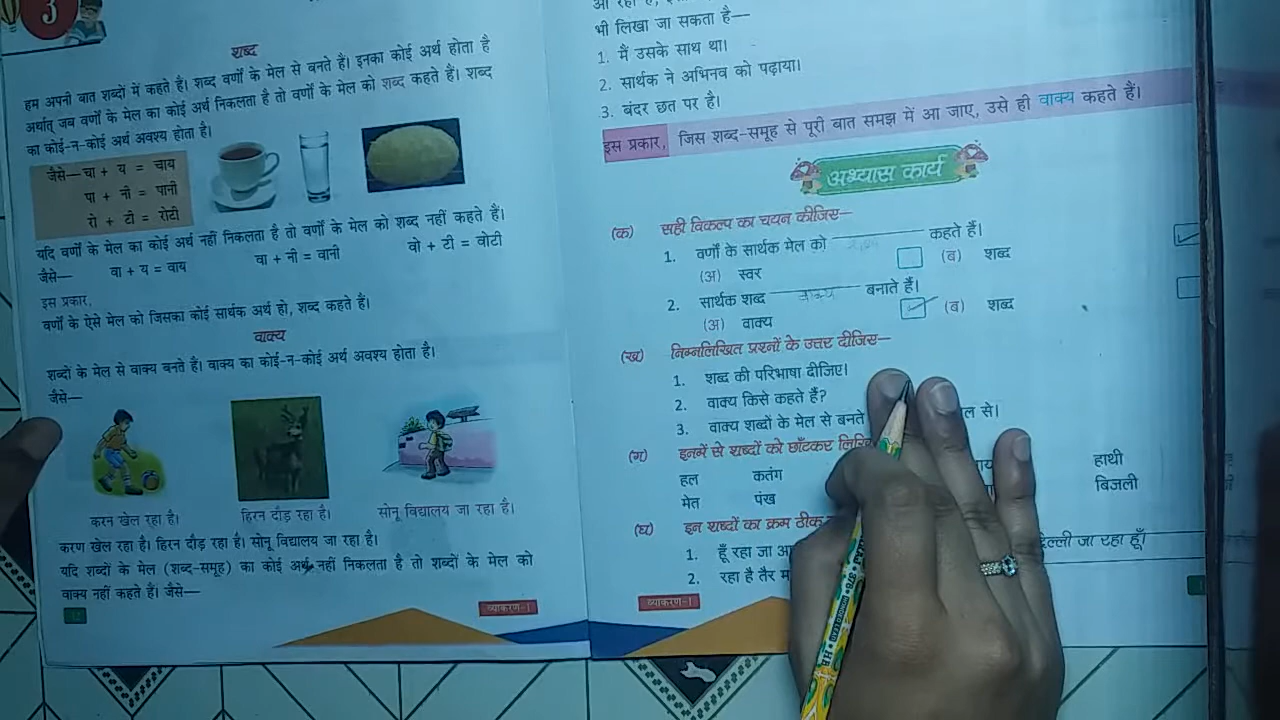 3
शब्द
हम अपनी बात शब्दों में कहते हैं। शब्द वर्णों के मेल से बनते हैं। इनका कोई अर्थ होता है
अर्थात् जब वर्णों के मेल का कोई अर्थ निकलता है तो वर्णों के मेल को शब्द कहते हैं। शब्द
का कोई-न-कोई अर्थ अवश्य होता है।
जैसे— चा + य = चाय
पा + नी = पानी
रो + टी = रोटी
यदि वर्णों के मेल का कोई अर्थ नहीं निकलता है तो वर्णों के मेल को शब्द नहीं कहते हैं।
जैसे— वा + य = वाय वा + नी = वानी वो + टी = वोटी
इस प्रकार,
वर्णों के ऐसे मेल को जिसका कोई सार्थक अर्थ हो, शब्द कहते हैं।
वाक्य
शब्दों के मेल से वाक्य बनते हैं। वाक्य का कोई-न-कोई अर्थ अवश्य होता है।
जैसे—
करन खेल रहा है। हिरन दौड़ रहा है। सोनू विद्यालय जा रहा है।
करण खेल रहा है। हिरन दौड़ रहा है। सोनू विद्यालय जा रहा है।
यदि शब्दों के मेल (शब्द-समूह) का कोई अर्थ नहीं निकलता है तो शब्दों के मेल को
वाक्य नहीं कहते हैं। जैसे—
व्याकरण-1
भी लिखा जा सकता है—
1. मैं उसके साथ था।
2. सार्थक ने अभिनव को पढ़ाया।
3. बंदर छत पर है।
इस प्रकार, जिस शब्द-समूह से पूरी बात समझ में आ जाए, उसे ही वाक्य कहते हैं।
अभ्यास कार्य
(क) सही विकल्प का चयन कीजिए—
1. वर्णों के सार्थक मेल को कहते हैं।
(अ) स्वर (ब) शब्द
2. सार्थक शब्द वाक्य बनाते हैं।
(अ) वाक्य (ब) शब्द
(ख) निम्नलिखित प्रश्नों के उत्तर दीजिए—
1. शब्द की परिभाषा दीजिए।
2. वाक्य किसे कहते हैं?
3. वाक्य शब्दों के मेल से बनते ल से।
(ग) इनमें से शब्दों को छाँटकर
हल कतंग हाथी
मेत पंख बिजली
(घ) इन शब्दों का क्रम ठीक
1. हूँ रहा जा दिल्ली जा रहा हूँ।
2. रहा है तैर
व्याकरण-1